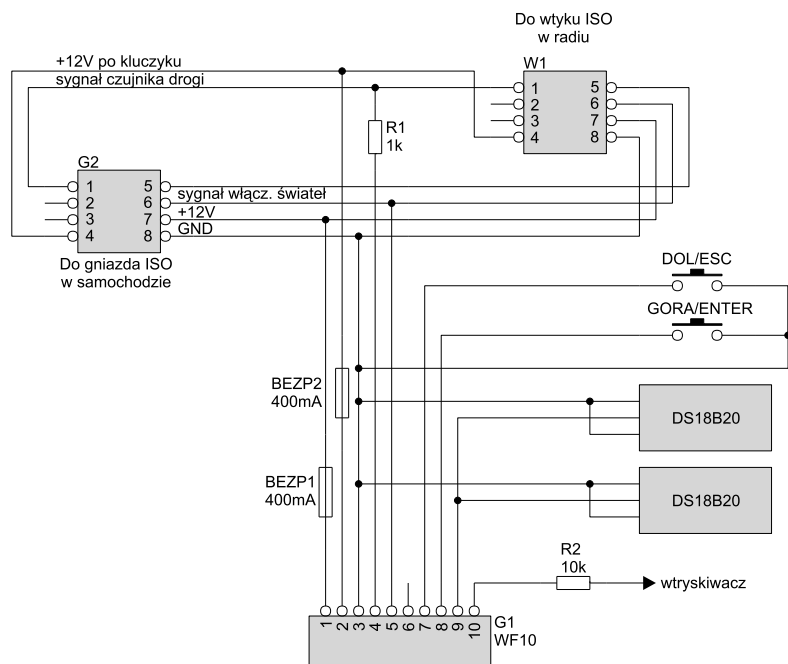 Do wtyku ISO
w radiu
W1
+12V po kluczyku
sygnał czujnika drogi
1 5
2 6
3 7
4 8
R1
1k
G2
1 5
2 6
3 7
4 8
sygnał włącz. świateł
+12V
GND
Do gniazda ISO
w samochodzie
DOL/ESC
GORA/ENTER
BEZP2
400mA
DS18B20
BEZP1
400mA
DS18B20
R2
10k
wtryskiwacz
1 2 3 4 5 6 7 8 9 10
G1
WF10